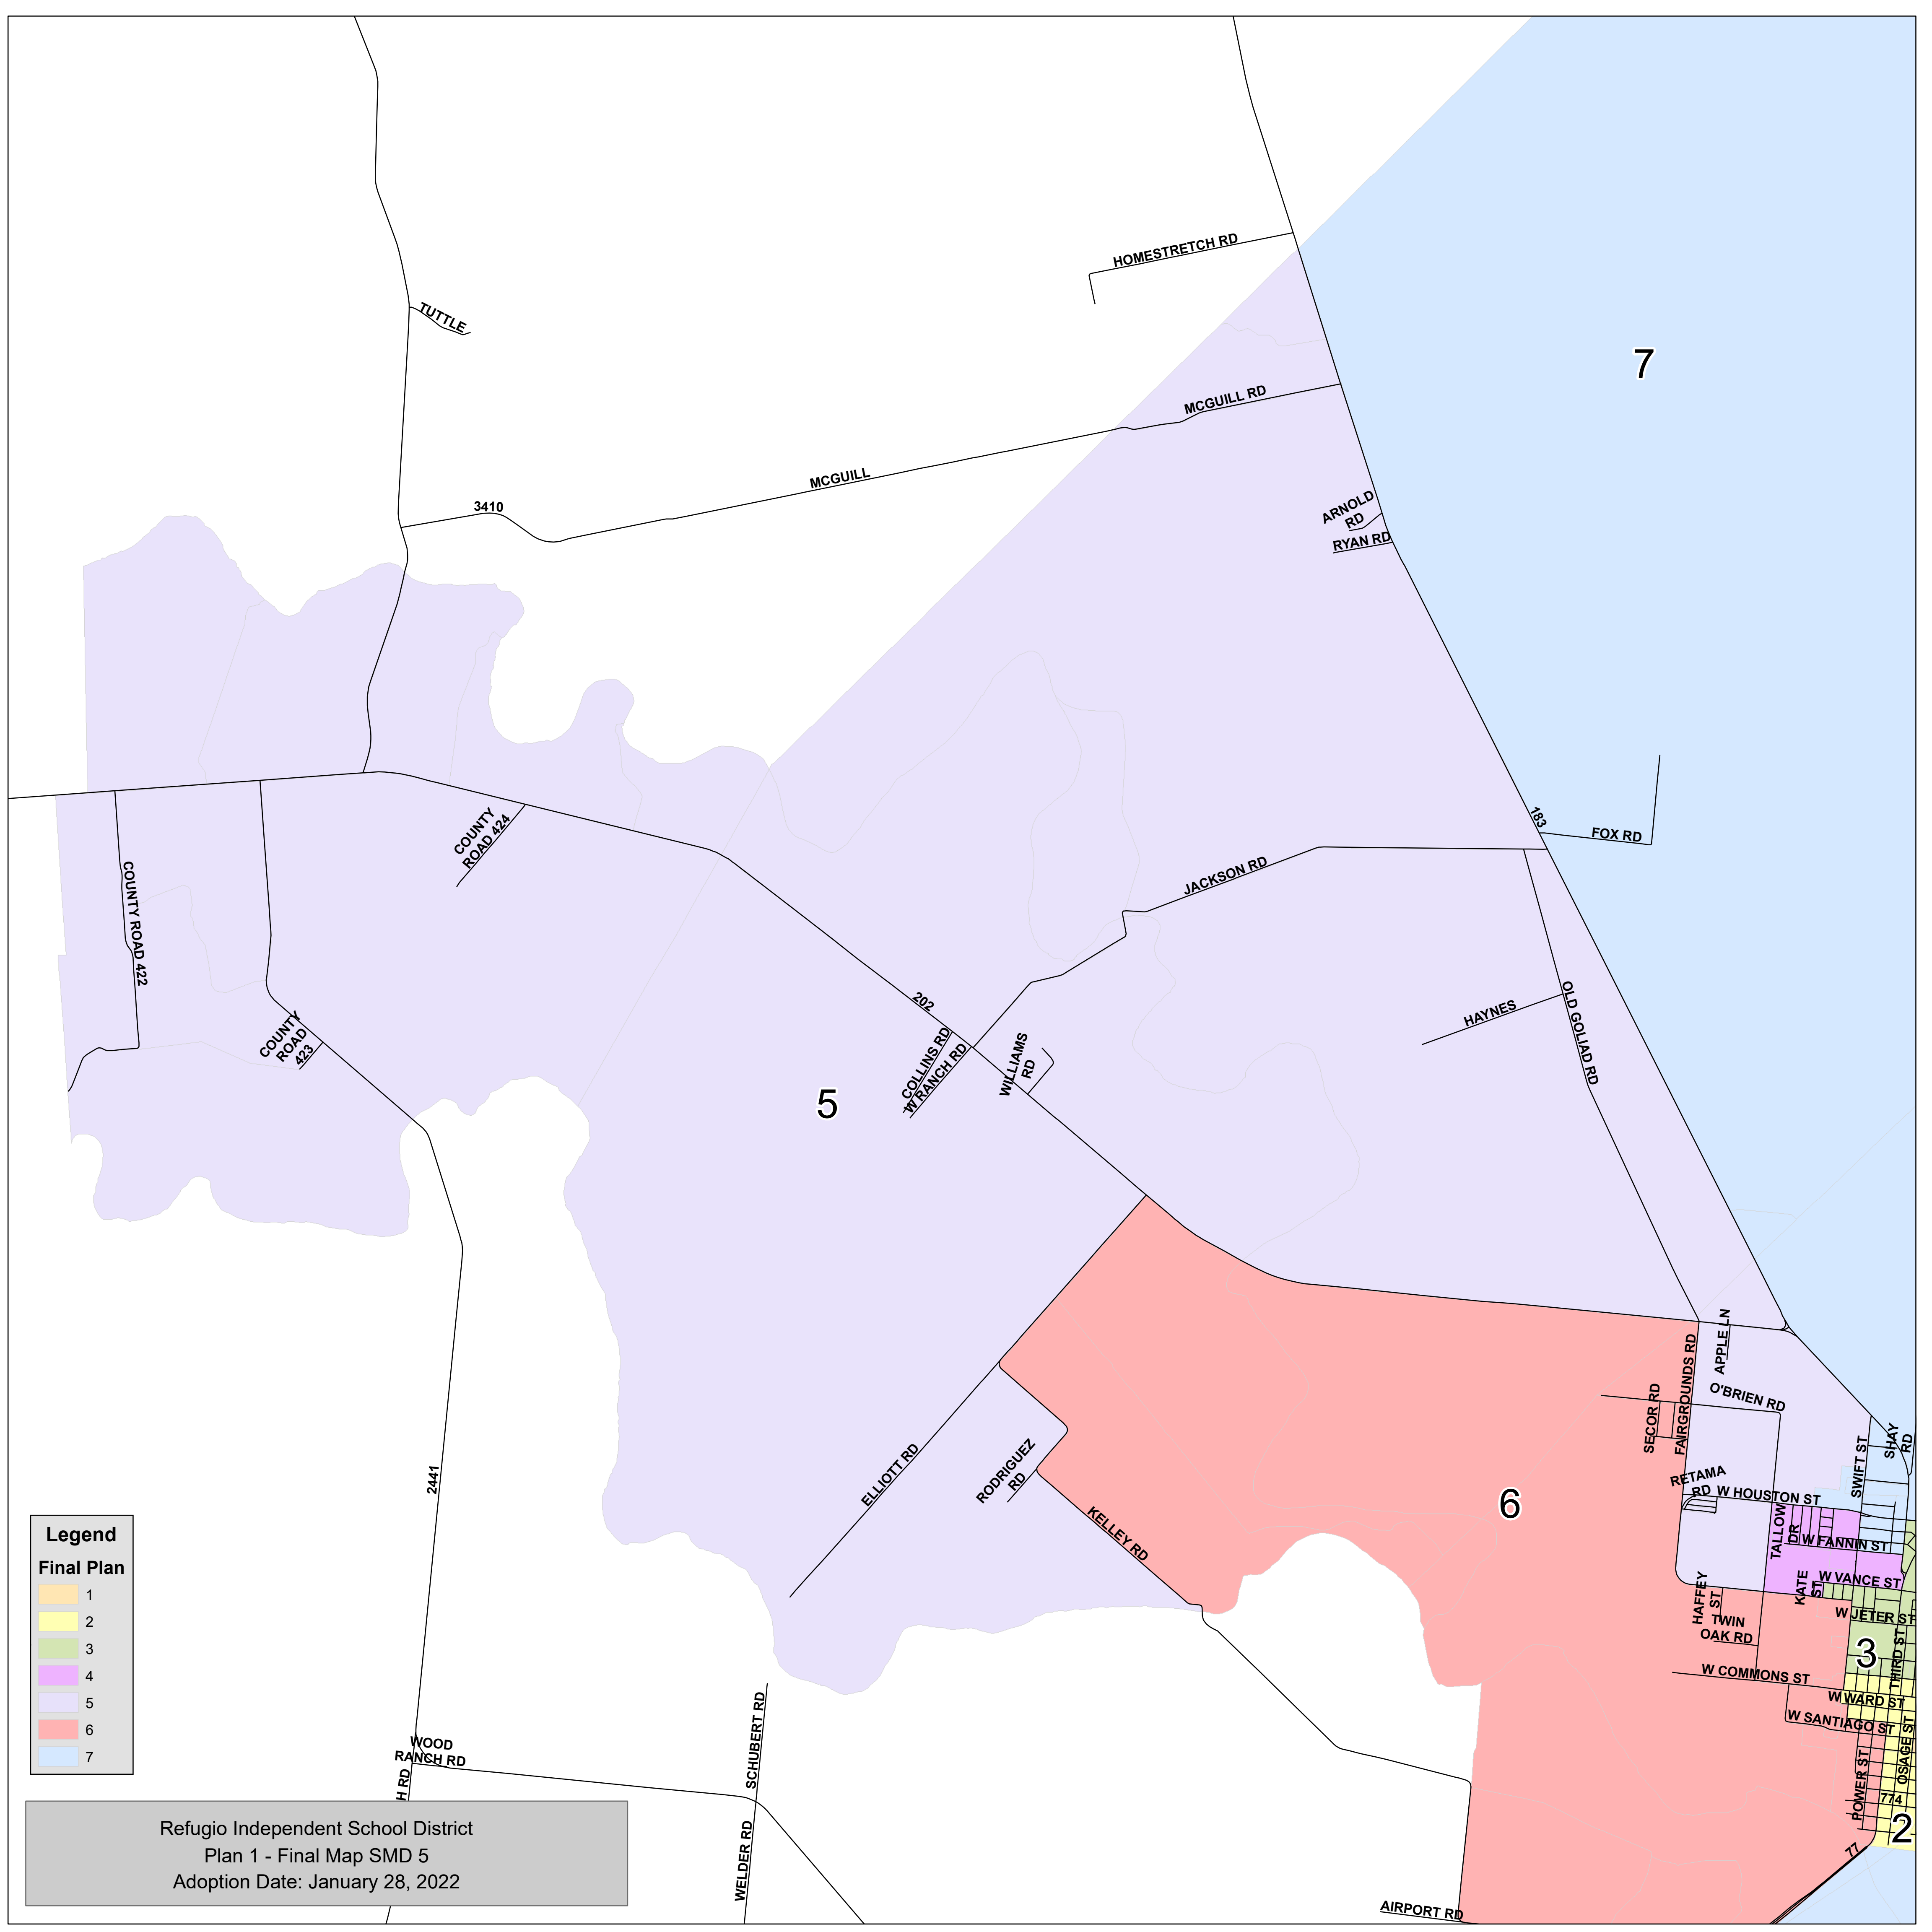 HOMESTRETCH RD
TUTTLE
7
MCGUILL RD
MCGUILL
3410
ARNOLD
RD
RYAN RD
183
FOX RD
COUNTY
ROAD 424
JACKSON RD
COUNTY ROAD 422
202
HAYNES
OLD GOLIAD RD
COUNTY
ROAD
423
COLLINS RD
W RANCH RD
WILLIAMS
RD
5
APPLE LN
FAIRGROUNDS RD
O'BRIEN RD
SECOR RD
SHAY
RD
SWIFT ST
ELLIOTT RD
RODRIGUEZ
RD
2441
RETAMA
RD
W HOUSTON ST
6
KELLEY RD
TALLOW
DR
W FANNIN ST
W VANCE ST
KATE
ST
HAFFEY
ST
W JETER ST
TWIN
OAK RD
3
THIRD ST
W COMMONS ST
W WARD ST
W SANTIAGO ST
OSAGE ST
POWER ST
774
2
77
AIRPORT RD
SCHUBERT RD
WELDER RD
WOOD
RANCH RD
H RD
Legend
Final Plan
1
2
3
4
5
6
7
Refugio Independent School District
Plan 1 - Final Map SMD 5
Adoption Date: January 28, 2022